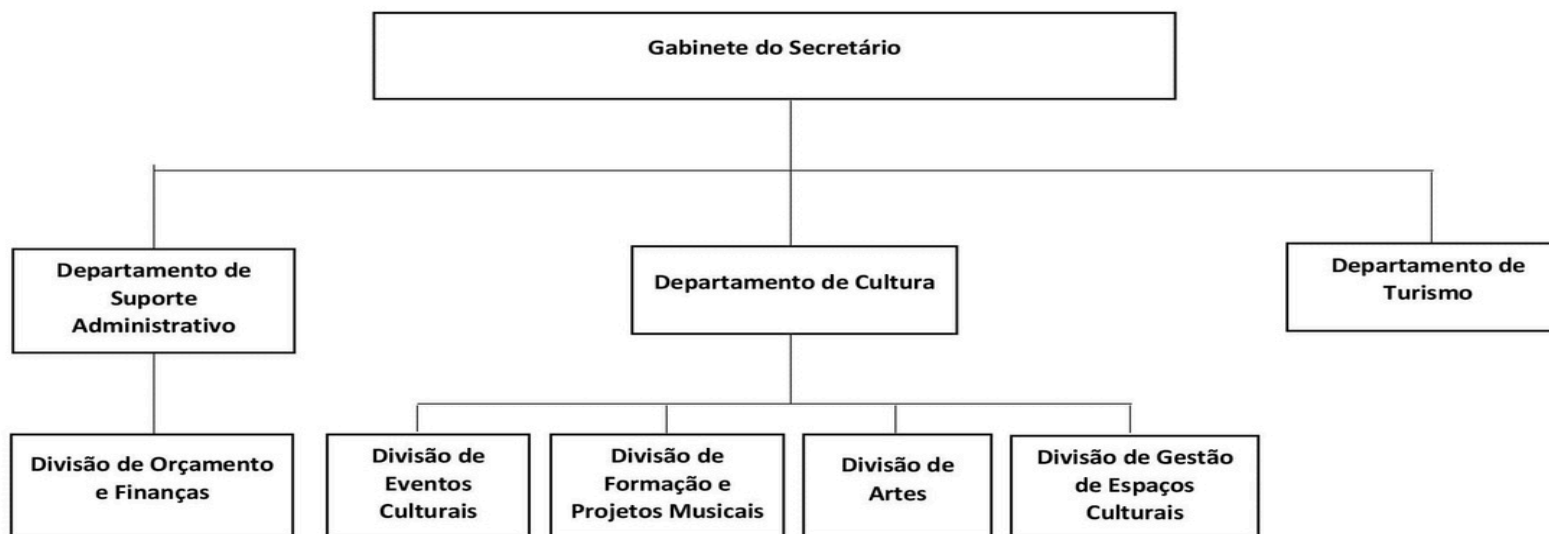 Gabinete do Secretário
Departamento de
Suporte
Administrativo
Departamento de Cultura
Departamento de
Turismo
Divisão de Orçamento
e Finanças
Divisão de
Eventos
Culturais
Divisão de
Formação e
Projetos Musicais
Divisão de
Artes
Divisão de Gestão
de Espaços
Culturais